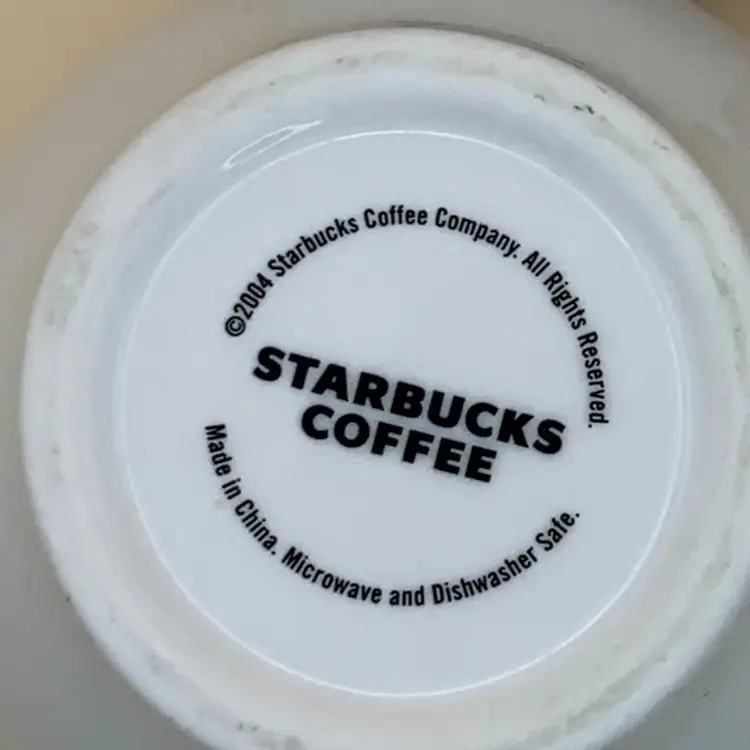 ©2004 Starbucks Coffee Company. All Rights Reserved.
STARBUCKS
COFFEE
Made in China. Microwave and Dishwasher Safe.